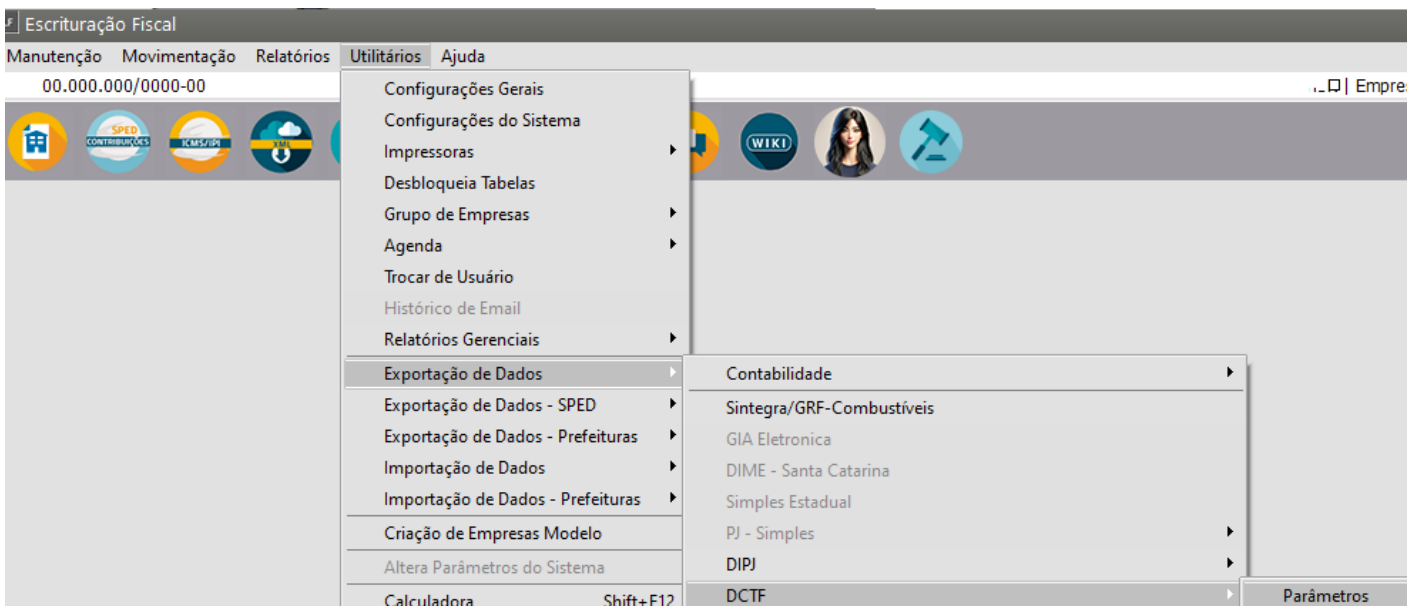 Escrituração Fiscal
Manutenção Movimentação Relatórios Utilitários Ajuda
00.000.000/0000-00
Empre
SPED CONTRIBUIÇÕES
ICMS/IPI
XML
WIKI
Configurações Gerais
Configurações do Sistema
Impressoras
Desbloqueia Tabelas
Grupo de Empresas
Agenda
Trocar de Usuário
Histórico de Email
Relatórios Gerenciais
Exportação de Dados
Exportação de Dados - SPED
Exportação de Dados - Prefeituras
Importação de Dados
Importação de Dados - Prefeituras
Criação de Empresas Modelo
Altera Parâmetros do Sistema
Calculadora Shift+F12
Contabilidade
Sintegra/GRF-Combustíveis
GIA Eletronica
DIME - Santa Catarina
Simples Estadual
PJ - Simples
DIPJ
DCTF
Parâmetros